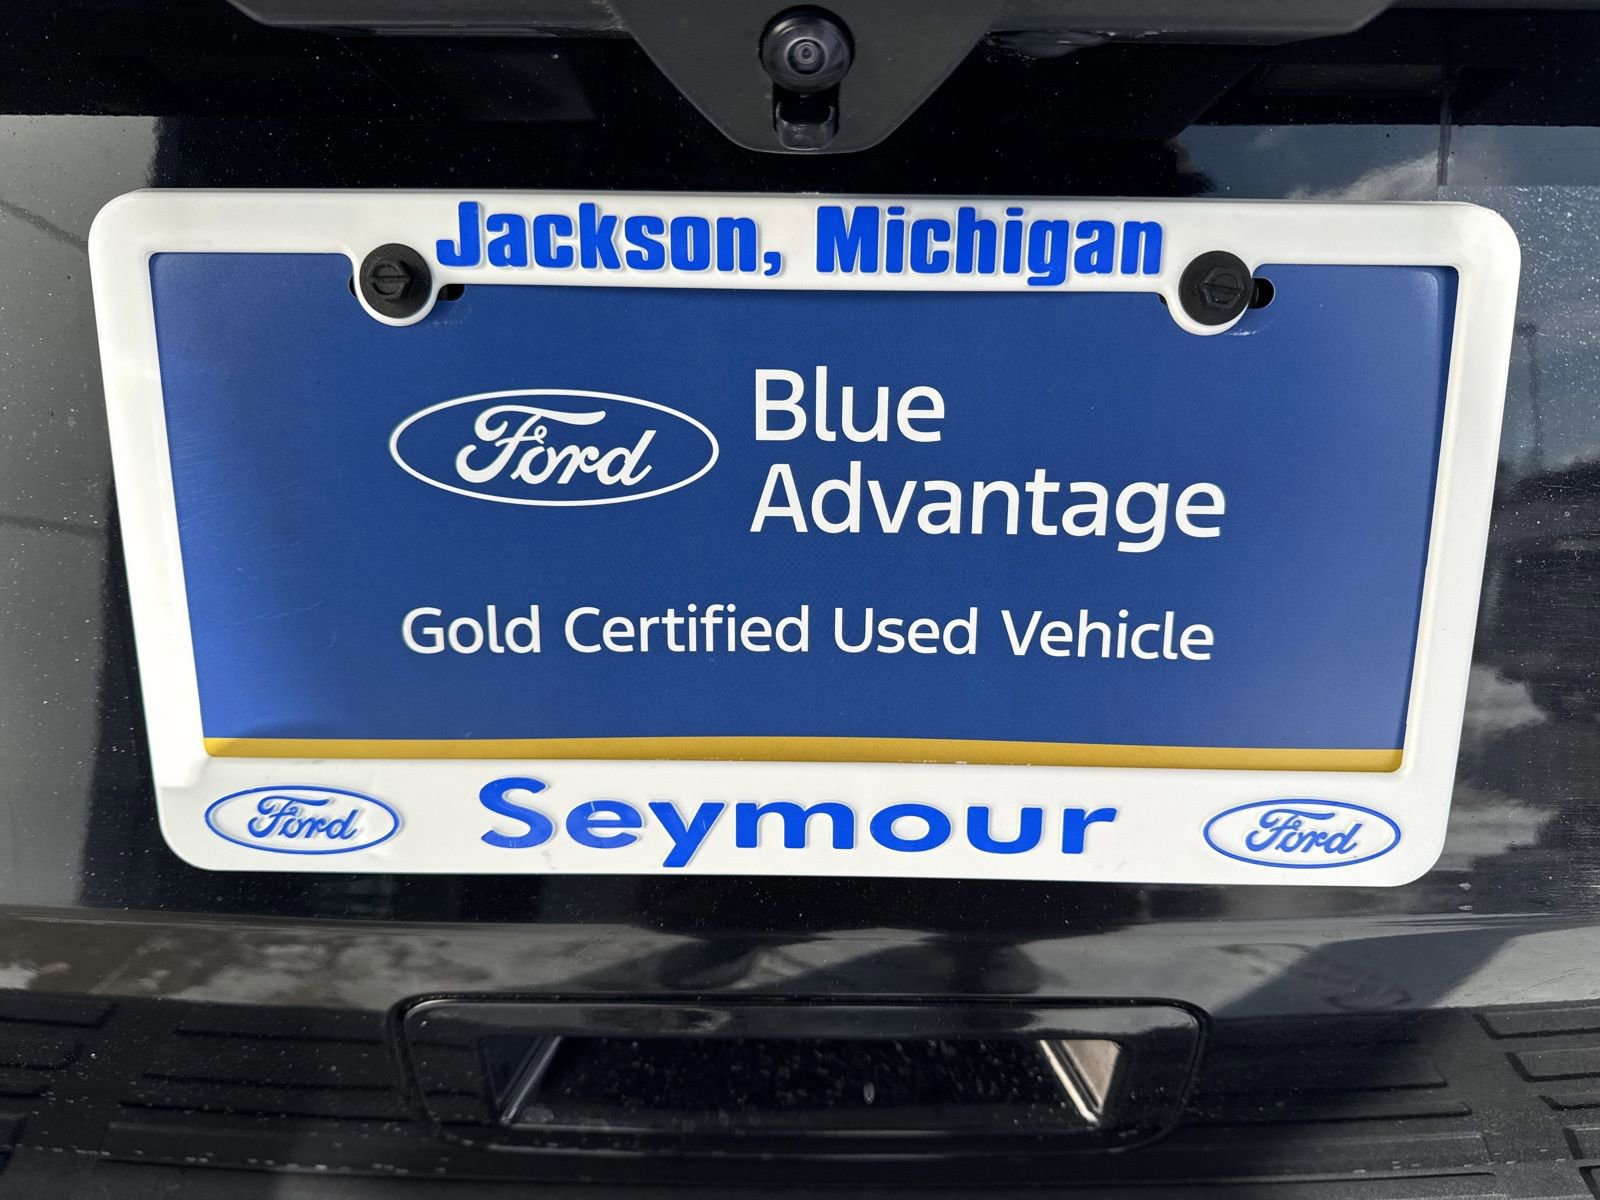 Jackson, Michigan
Ford
Blue
Advantage
Gold Certified Used Vehicle
Ford Seymour Ford